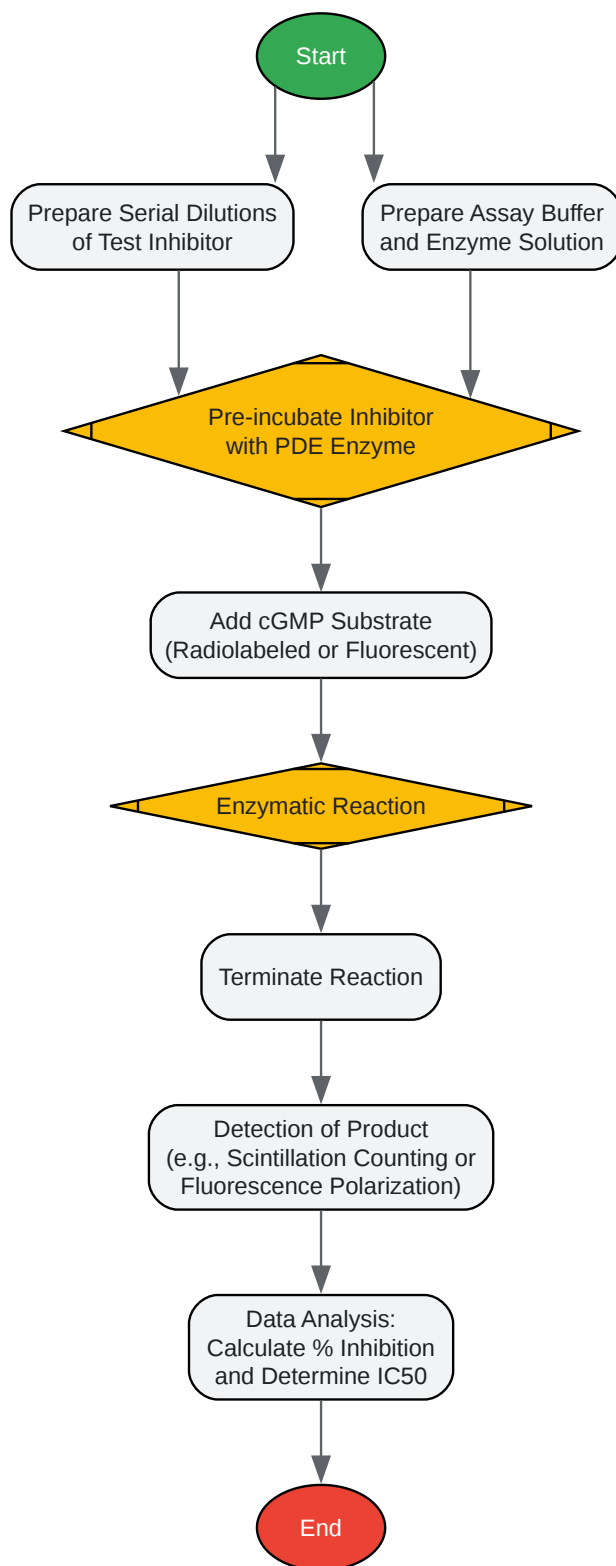 Start
Prepare Serial Dilutions
of Test Inhibitor
Prepare Assay Buffer
and Enzyme Solution
Pre-incubate Inhibitor
with PDE Enzyme
Add cGMP Substrate
(Radiolabeled or Fluorescent)
Enzymatic Reaction
Terminate Reaction
Detection of Product
(e.g., Scintillation Counting or
Fluorescence Polarization)
Data Analysis:
Calculate % Inhibition
and Determine IC50
End